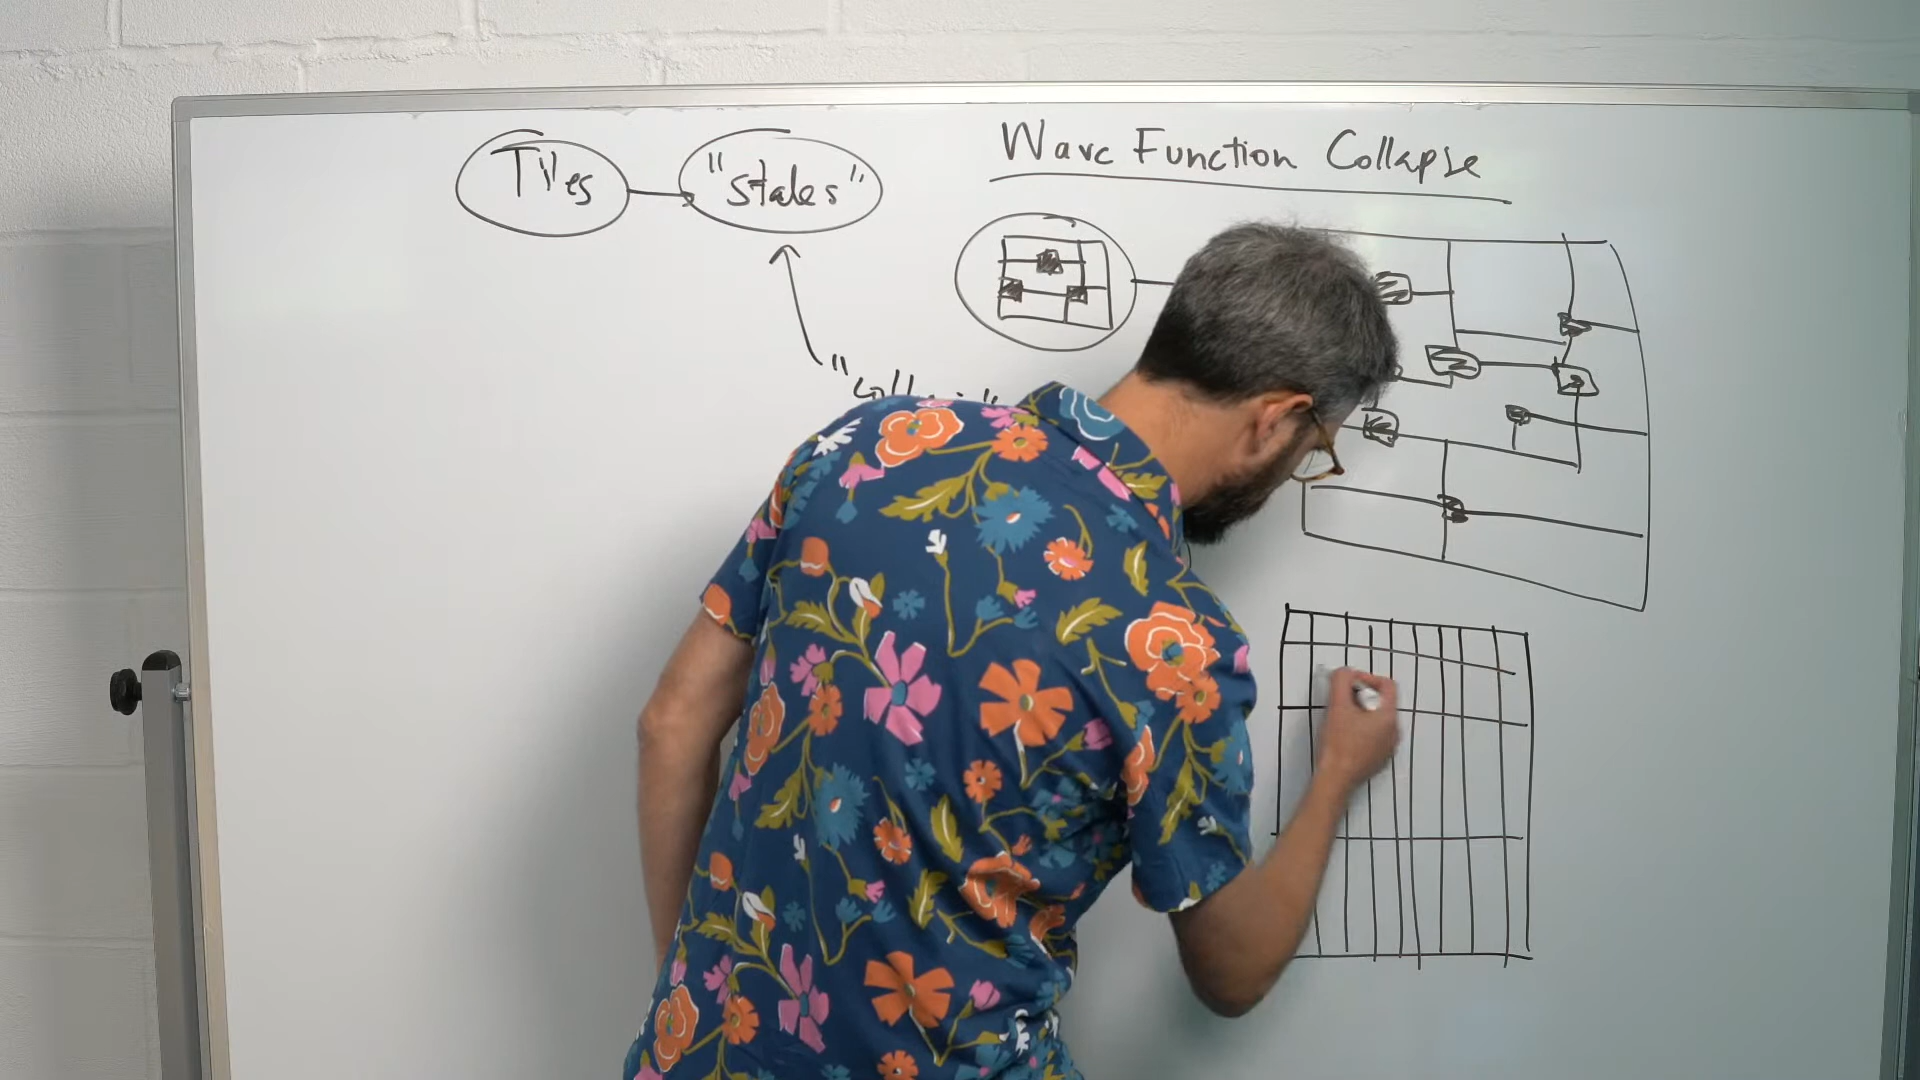 Tiles
"states"
Wave Function Collapse